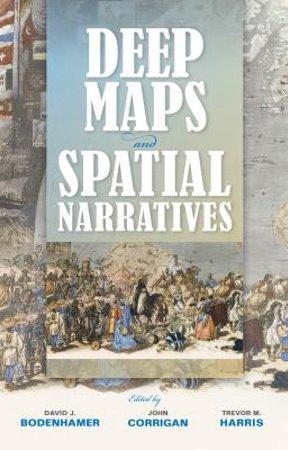 DEEP
MAPS
and
SPATIAL
NARRATIVES
Edited by
DAVID J. JOHN TREVOR M.
BODENHAMER CORRIGAN HARRIS